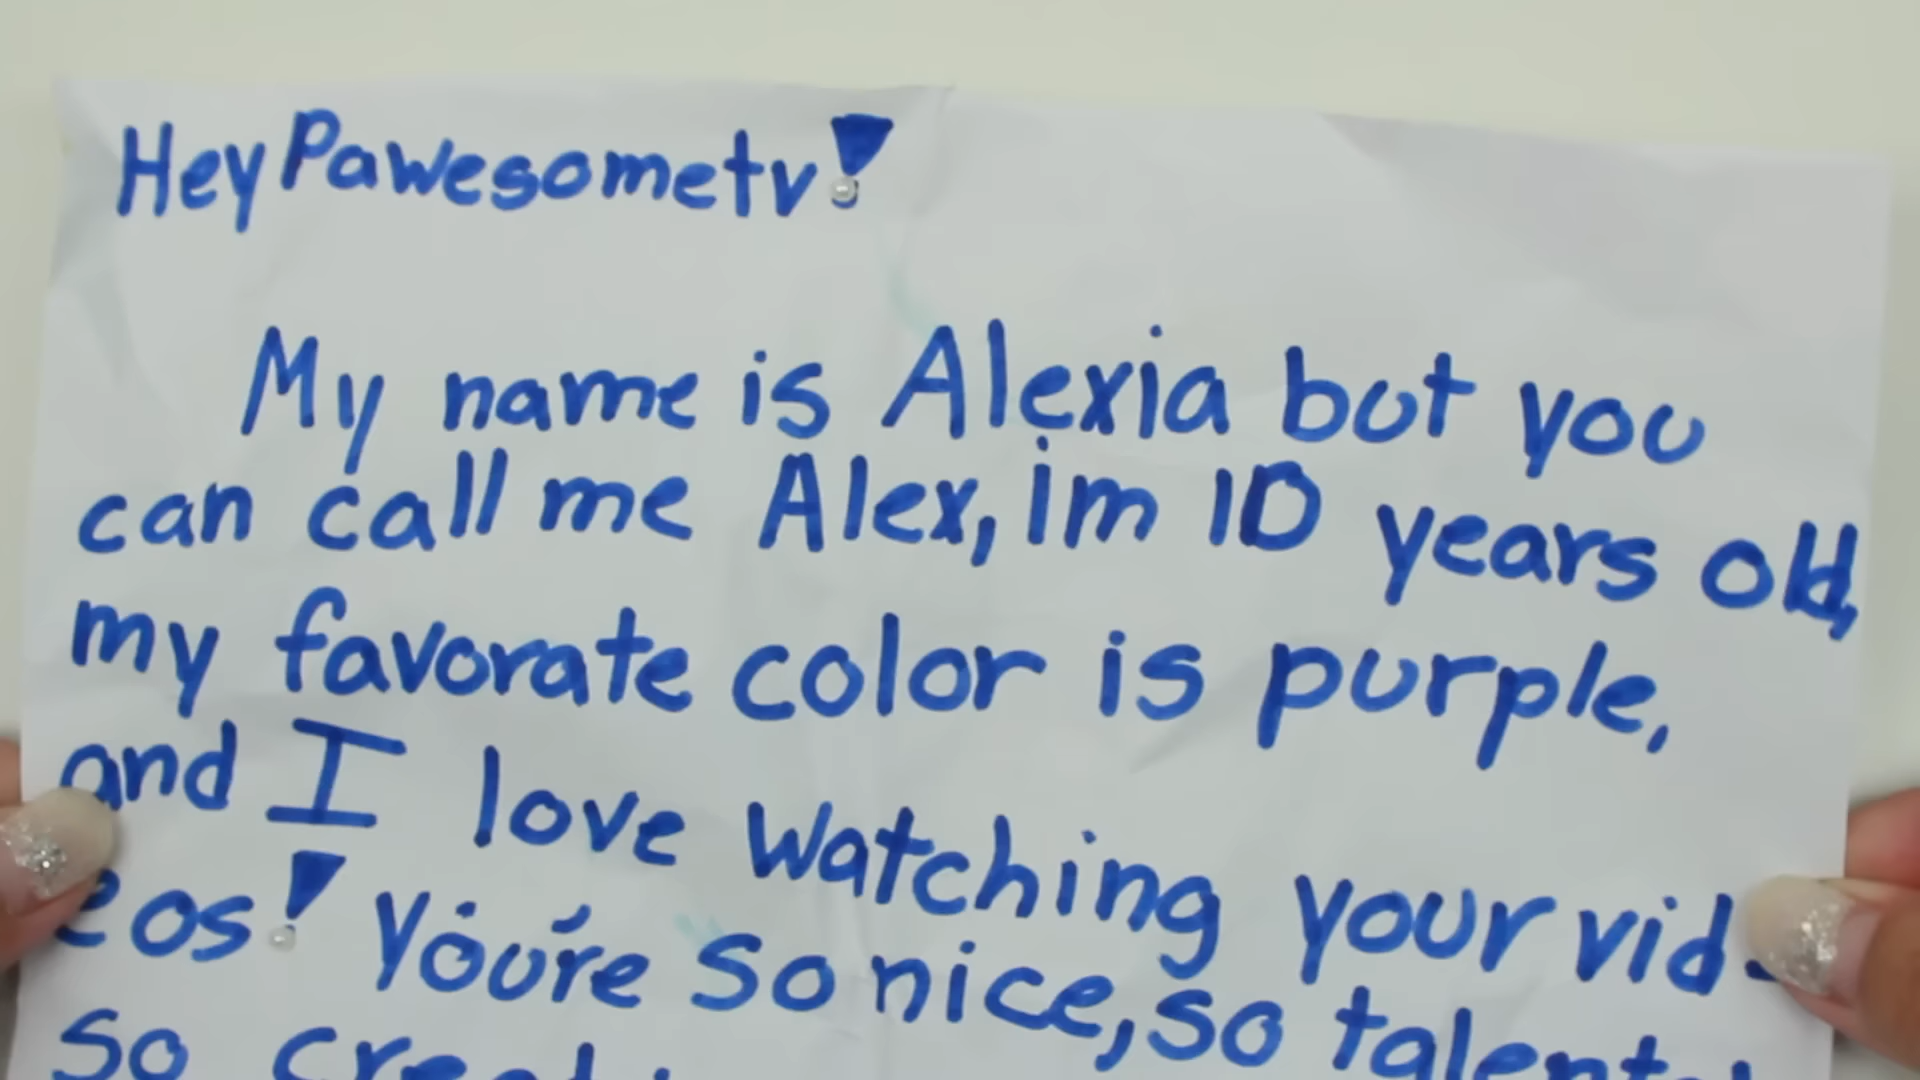 Hey Pawesometv!
My name is Alexia but you
can call me Alex, im 10 years old,
my favorate color is purple,
and I love watching your vid-
eos! You're so nice, so
so